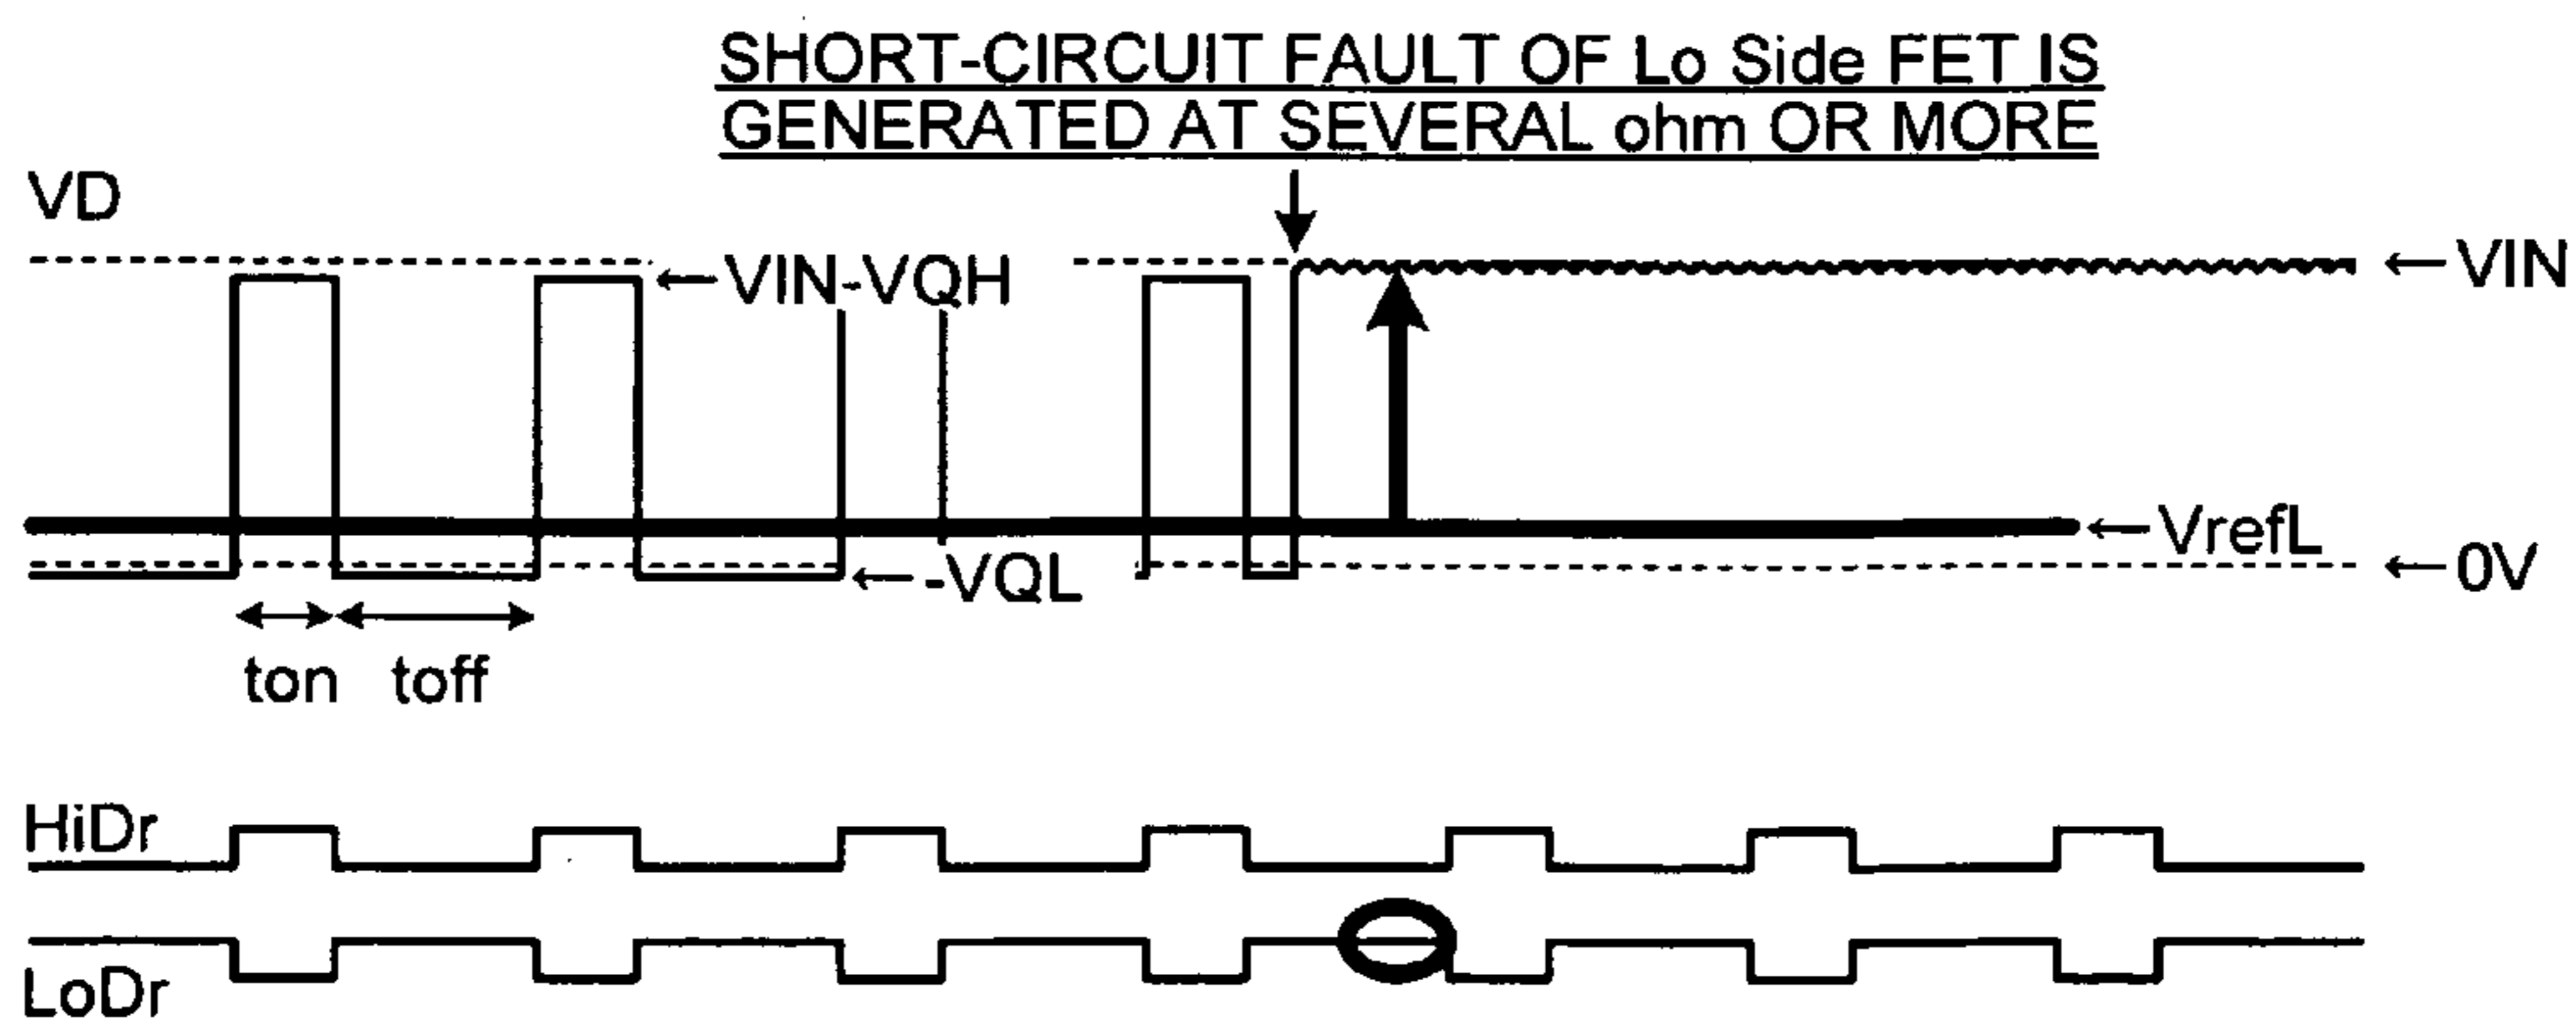 SHORT-CIRCUIT FAULT OF Lo Side FET IS
GENERATED AT SEVERAL ohm OR MORE
VD
VIN-VQH
VIN
VrefL
-VQL
0V
ton
toff
HiDr
LoDr